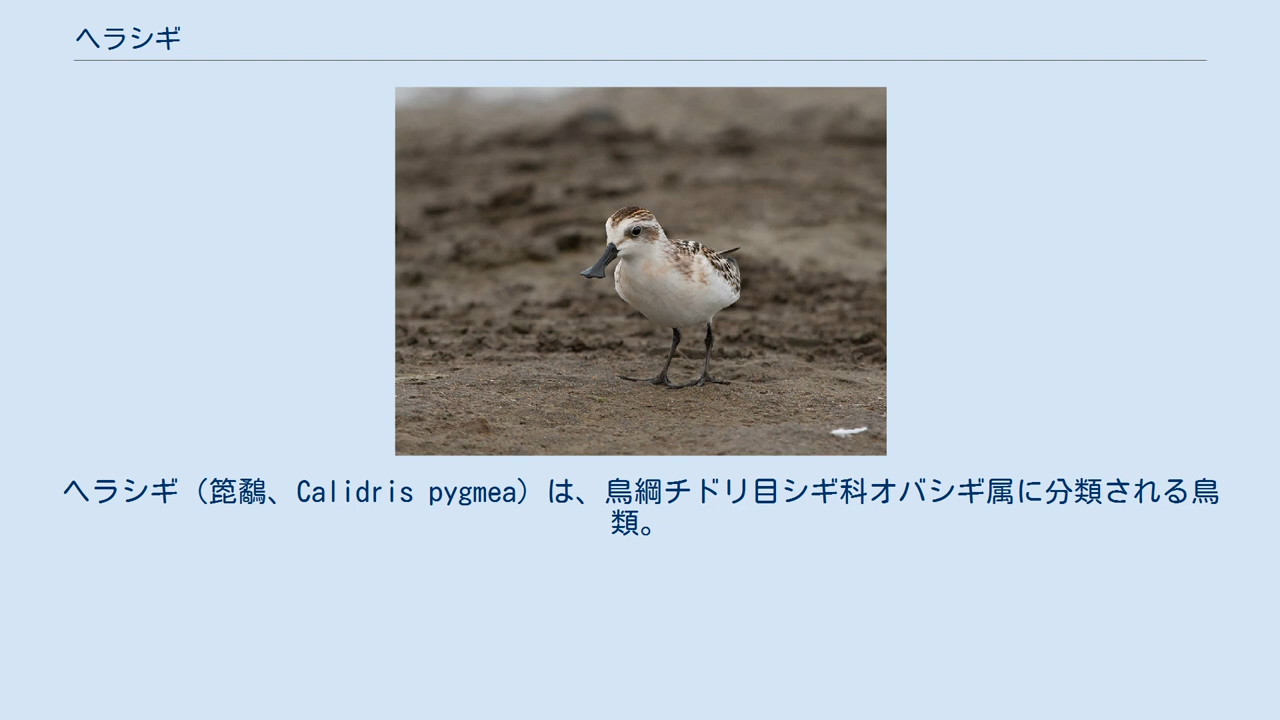 ヘラシギ
ヘラシギ（箆鷸、Calidris pygmea）は、鳥綱チドリ目シギ科オバシギ属に分類される鳥
類。